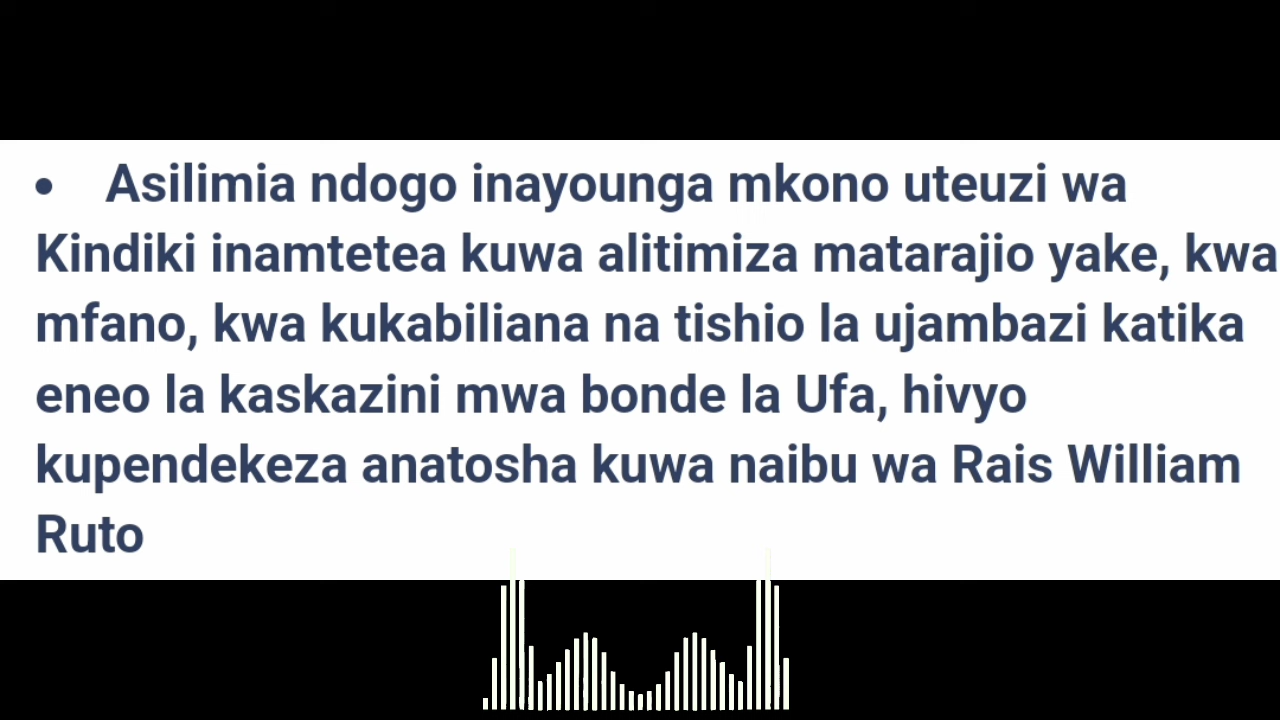 • Asilimia ndogo inayounga mkono uteuzi wa
Kindiki inamtetea kuwa alitimiza matarajio yake, kwa
mfano, kwa kukabiliana na tishio la ujambazi katika
eneo la kaskazini mwa bonde la Ufa, hivyo
kupendekeza anatosha kuwa naibu wa Rais William
Ruto